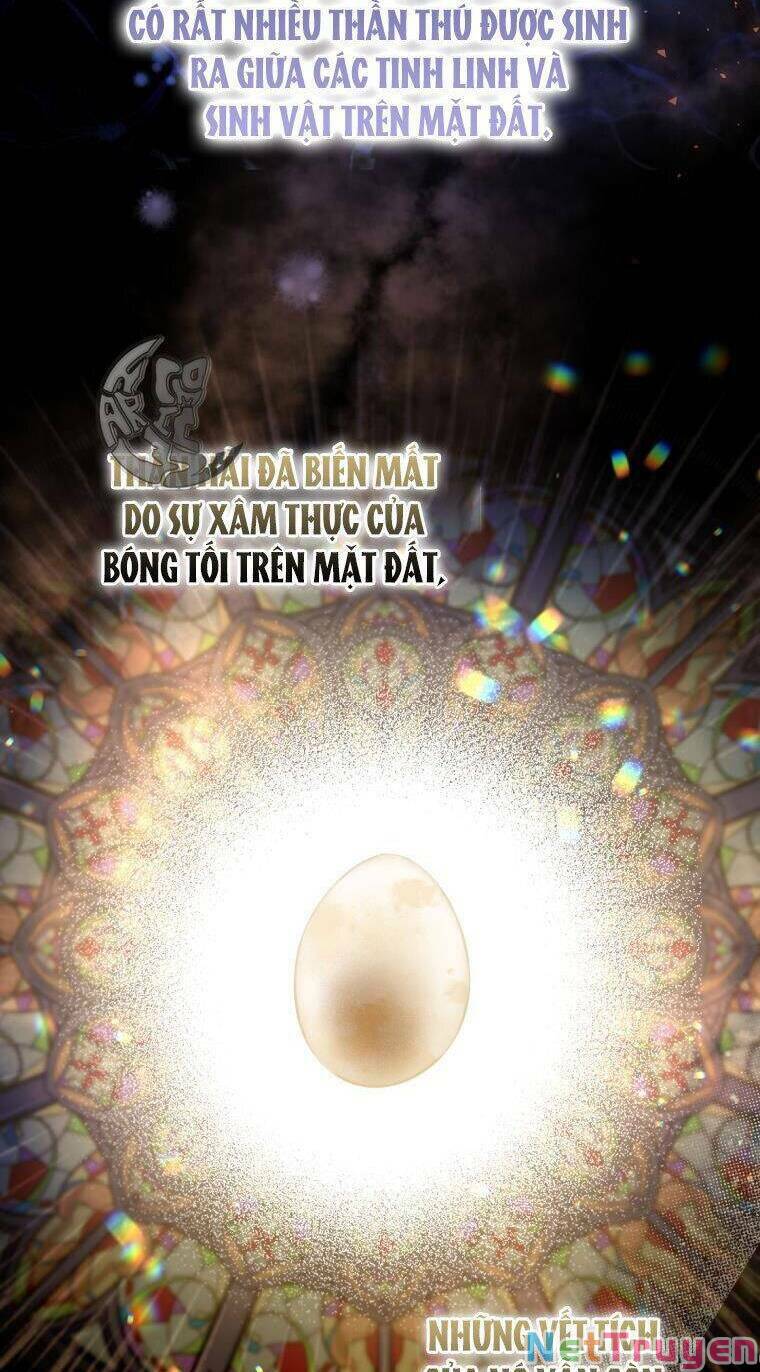 CÓ RẤT NHIỀU THẦN THÚ ĐƯỢC SINH
RA GIỮA CÁC TINH LINH VÀ
SINH VẬT TRÊN MẶT ĐẤT.
ĐÃ BIẾN MẤT
DO SỰ XÂM THỰC CỦA
BÓNG TỐI TRÊN MẶT ĐẤT,
NHỮNG VẾT TÍCH
NetTruyen